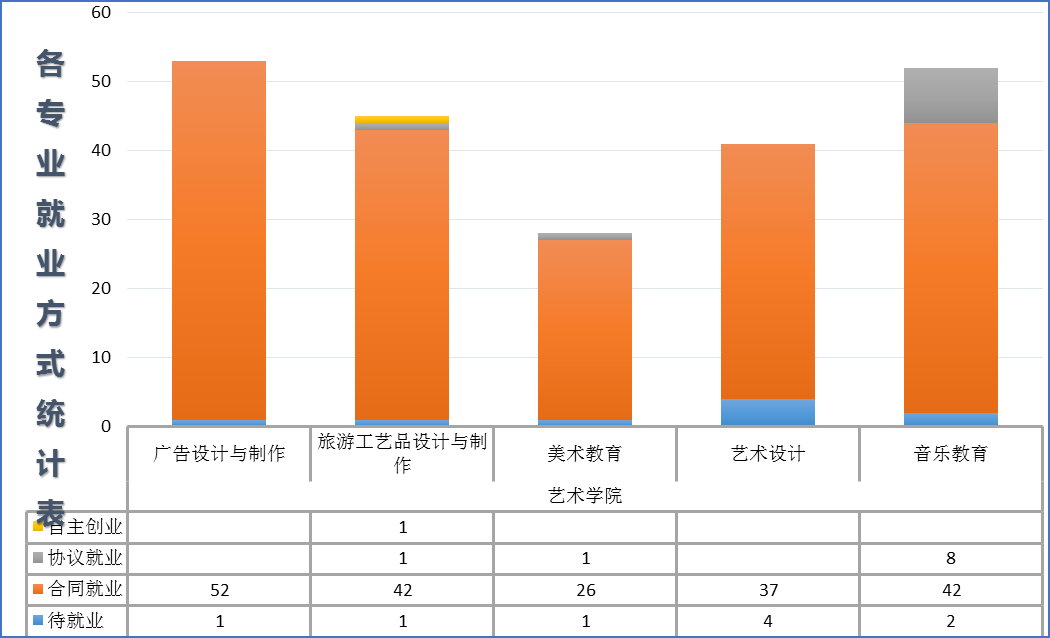 各专业就业方式统计表
60
50
40
30
20
10
0
广告设计与制作
旅游工艺品设计与制
作
美术教育
艺术设计
音乐教育
艺术学院
自主创业 1
协议就业 1 1 8
合同就业 52 42 26 37 42
待就业 1 1 1 4 2